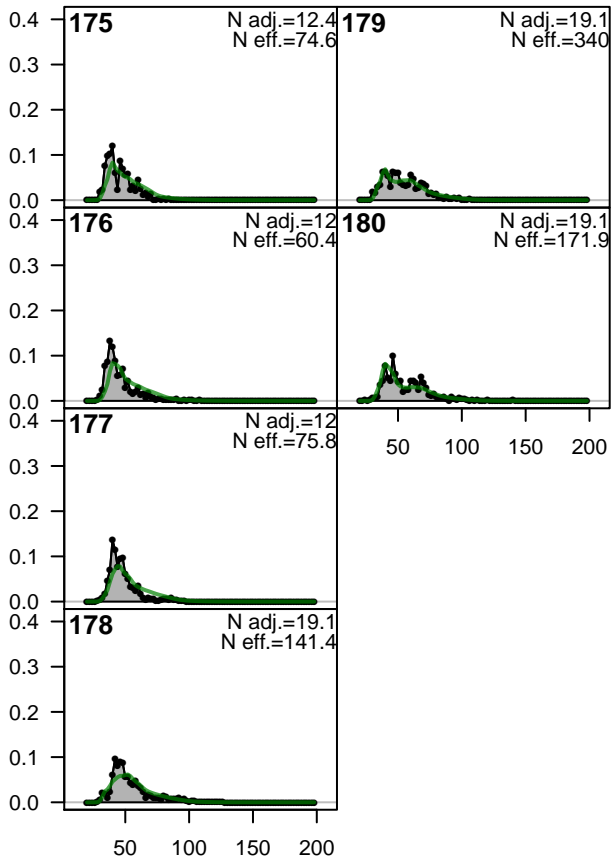 175
N adj.=12.4
N eff.=74.6
0.0
0.1
0.2
0.3
0.4
176
N adj.=12
N eff.=60.4
0.0
0.1
0.2
0.3
0.4
177
N adj.=12
N eff.=75.8
0.0
0.1
0.2
0.3
0.4
178
N adj.=19.1
N eff.=141.4
0.0
0.1
0.2
0.3
0.4
50 100 150 200
179
N adj.=19.1
N eff.=340
180
N adj.=19.1
N eff.=171.9
50 100 150 200